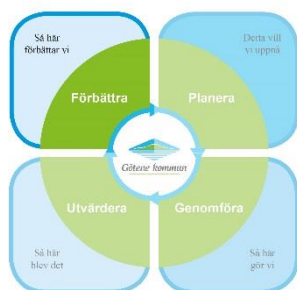 Så här
förbättar vi
Detta vill
vi uppnå
Förbättra
Planera
Götene kommun
Utvärdera
Genomföra
Så här
blev det
Så här
gör vi